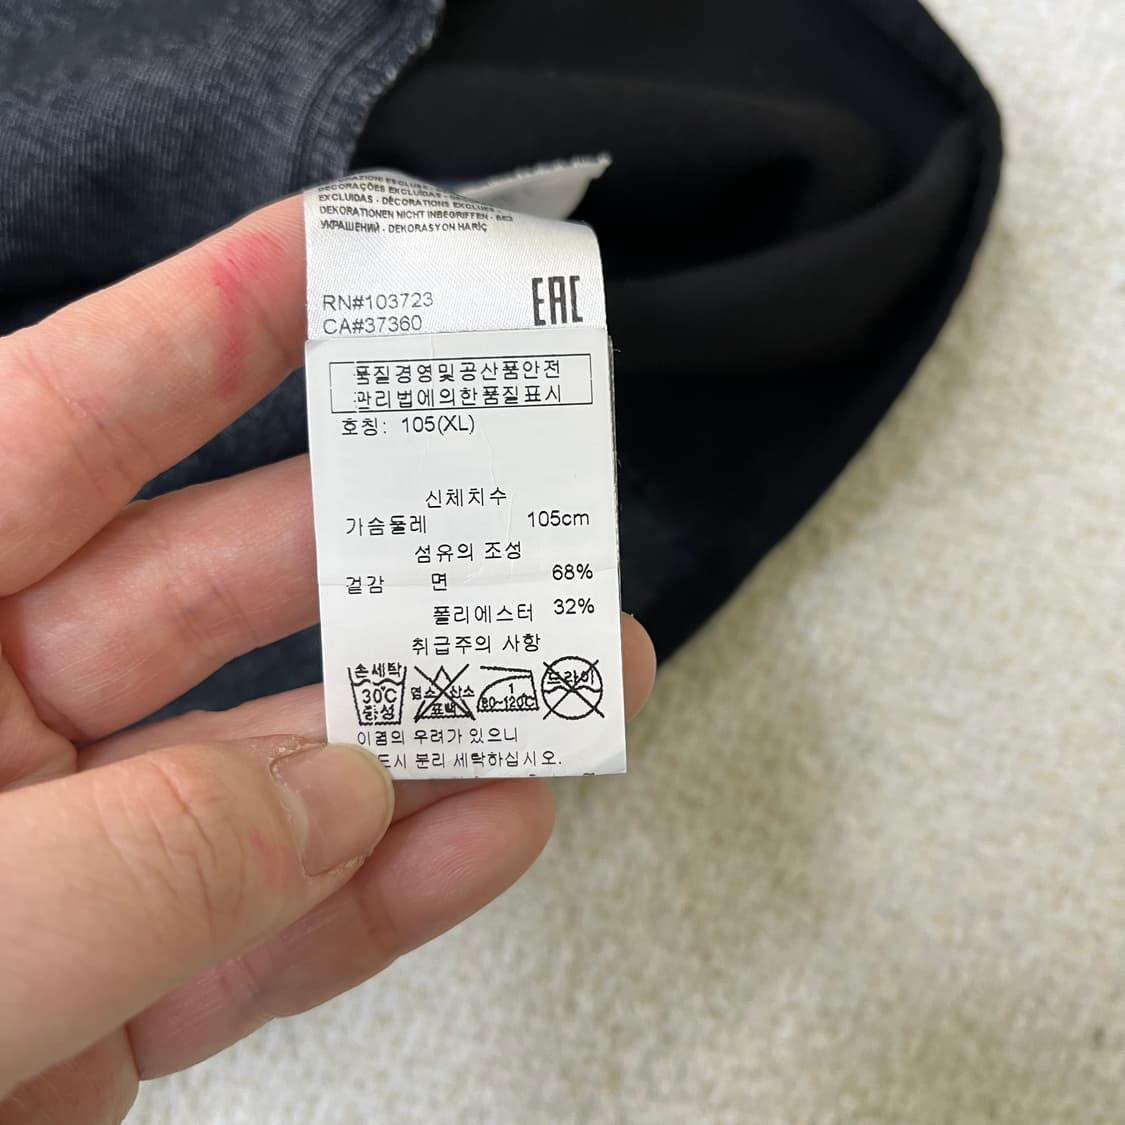 DECORAÇÕES EXCLUÍDAS - DECORACIONES
EXCLUIDAS - DÉCORATIONS EXCLUES -
DEKORATIONEN NICHT INBEGRIFFEN - БЕЗ
УКРАШЕНИЙ - DEKORASYON HARİÇ
RN#103723
CA#37360
EAC
품질경영및공산품안전
관리법에의한품질표시
호칭: 105(XL)
신체치수
가슴둘레 105cm
섬유의 조성
겉감 면 68%
폴리에스터 32%
취급주의 사항
손세탁 30℃ 중성
염소 산소 표백
1 80~120℃
드라이
이염의 우려가 있으니
시 분리 세탁하십시오.